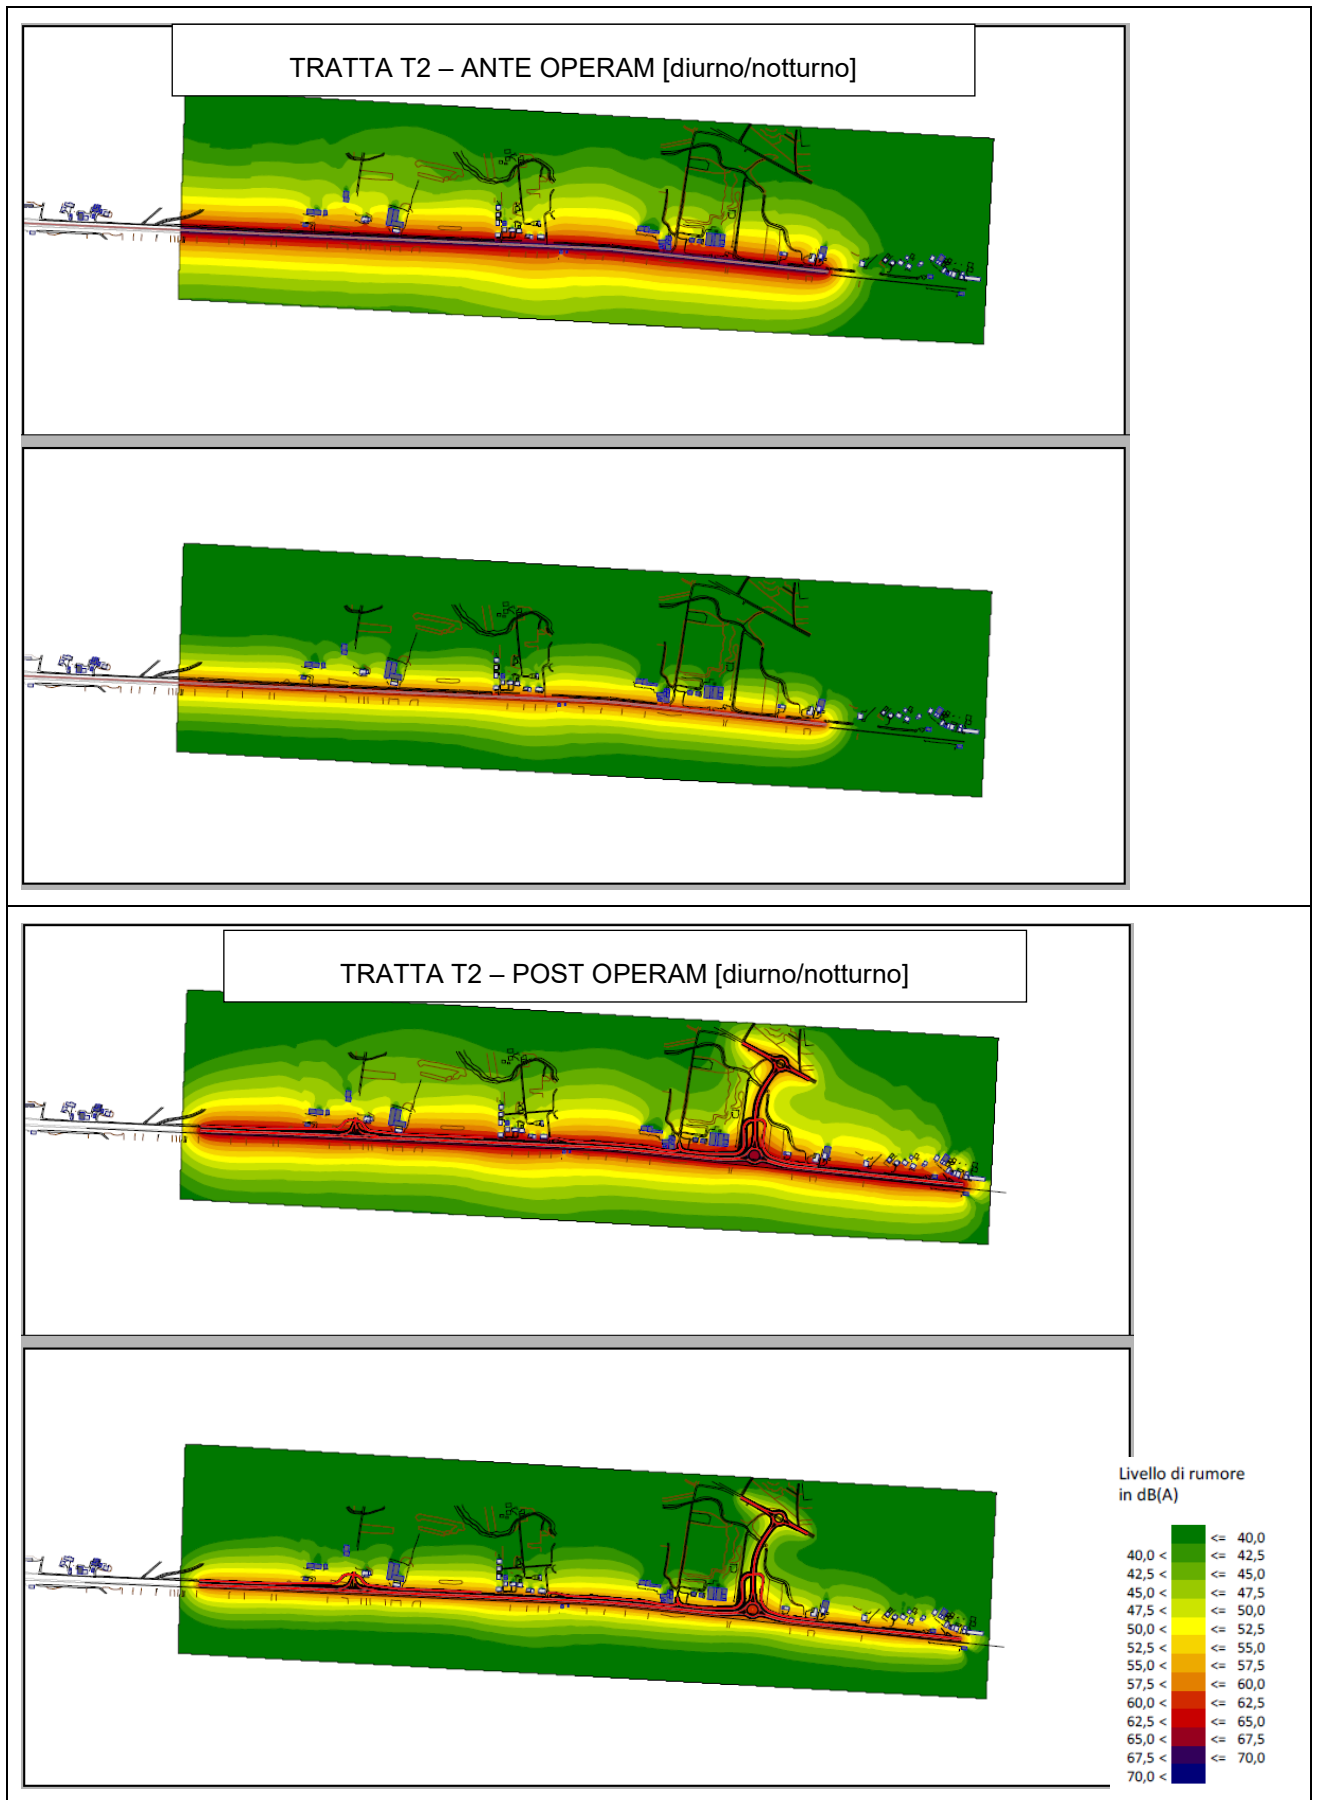 TRATTA T2 – ANTE OPERAM [diurno/notturno]
TRATTA T2 – POST OPERAM [diurno/notturno]
Livello di rumore
in dB(A)
<= 40,0
40,0 < <= 42,5
42,5 < <= 45,0
45,0 < <= 47,5
47,5 < <= 50,0
50,0 < <= 52,5
52,5 < <= 55,0
55,0 < <= 57,5
57,5 < <= 60,0
60,0 < <= 62,5
62,5 < <= 65,0
65,0 < <= 67,5
67,5 < <= 70,0
70,0 <